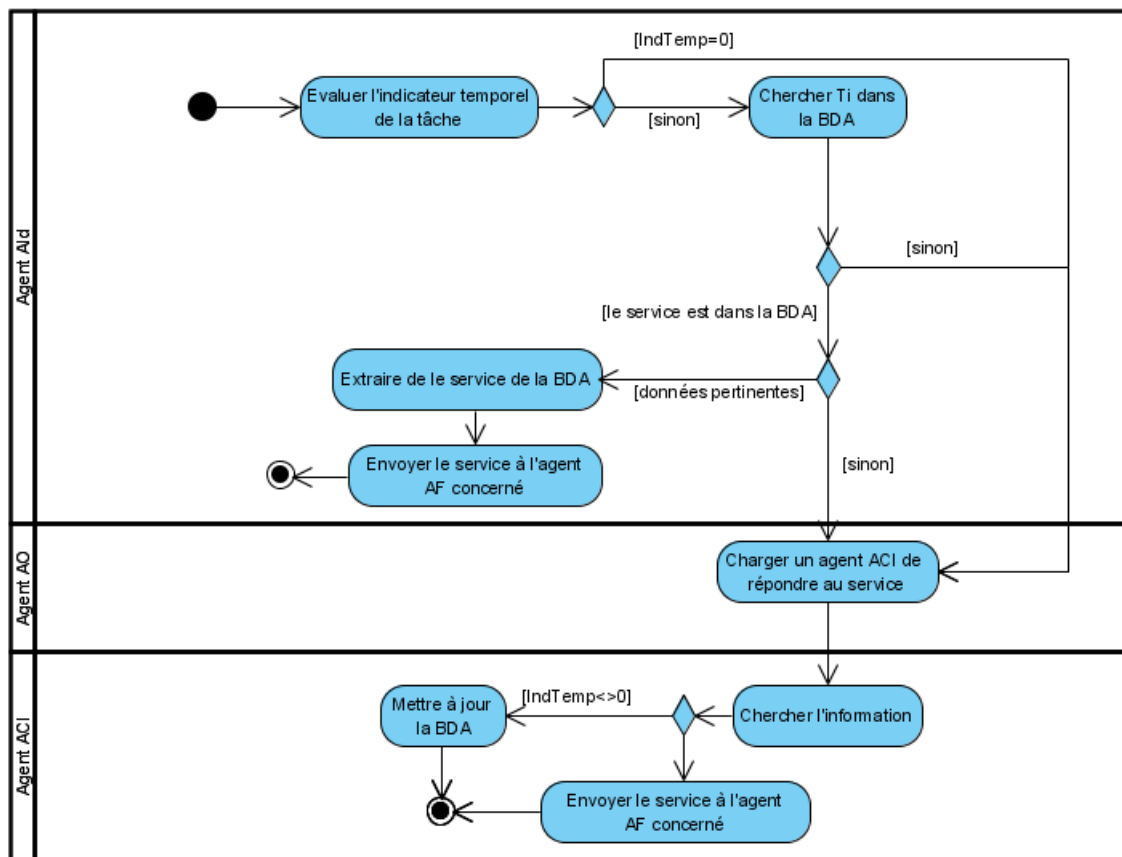 Agent AId
[IndTemp=0]
Evaluer l'indicateur temporel
de la tâche
[sinon]
Chercher Ti dans
la BDA
[sinon]
[le service est dans la BDA]
Extraire de le service de la BDA
[données pertinentes]
Envoyer le service à l'agent
AF concerné
[sinon]
Agent AO
Charger un agent ACI de
répondre au service
Agent ACI
Mettre à jour
la BDA
[IndTemp<>0]
Chercher l'information
Envoyer le service à l'agent
AF concerné